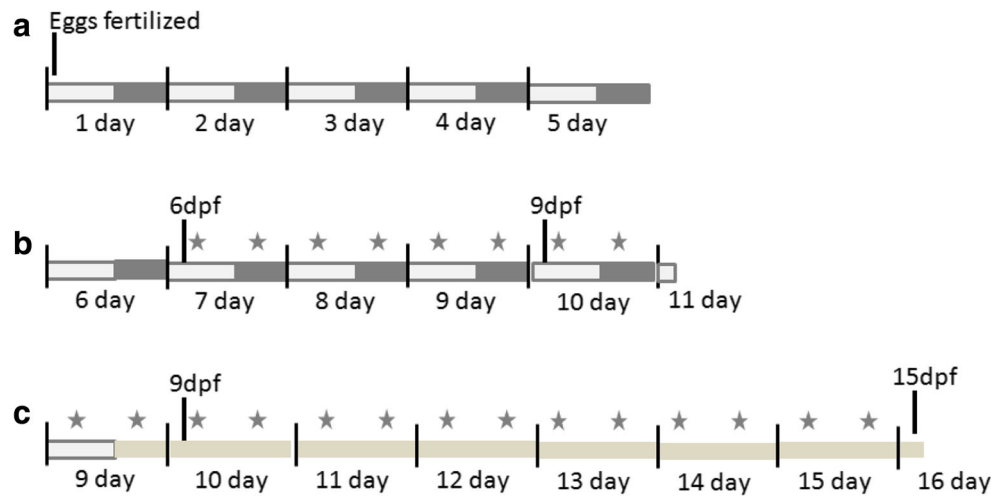 a
Eggs fertilized
1 day 2 day 3 day 4 day 5 day
b
6dpf 9dpf
6 day 7 day 8 day 9 day 10 day 11 day
c
9dpf 15dpf
9 day 10 day 11 day 12 day 13 day 14 day 15 day 16 day